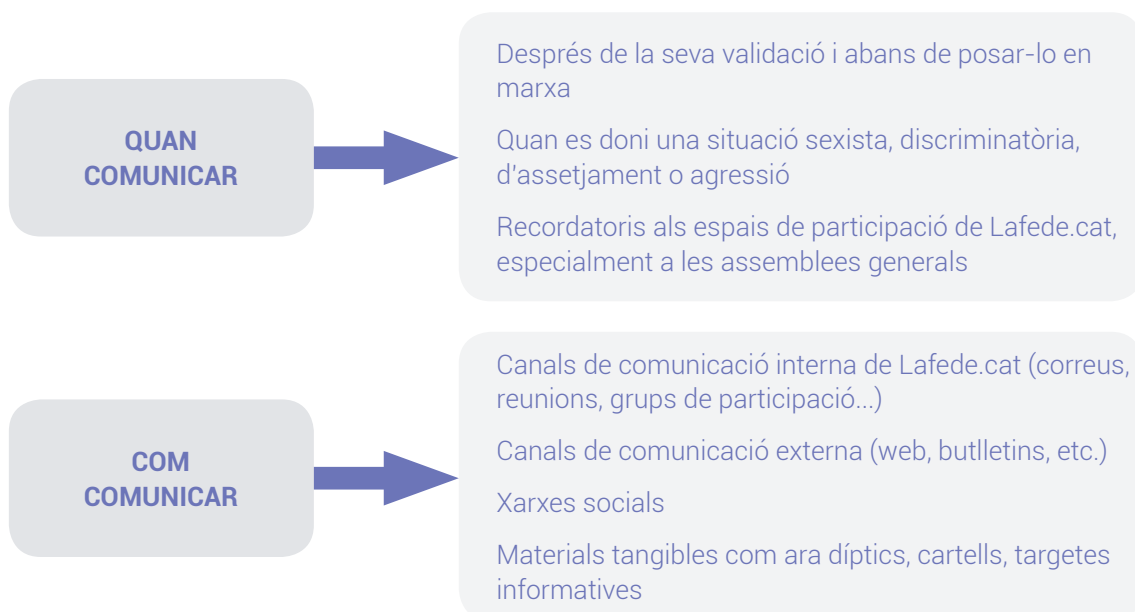 QUAN
COMUNICAR
Després de la seva validació i abans de posar-lo en
marxa
Quan es doni una situació sexista, discriminatòria,
d'assetjament o agressió
Recordatoris als espais de participació de Lafede.cat,
especialment a les assemblees generals
COM
COMUNICAR
Canals de comunicació interna de Lafede.cat (correus,
reunions, grups de participació...)
Canals de comunicació externa (web, butlletins, etc.)
Xarxes socials
Materials tangibles com ara díptics, cartells, targetes
informatives